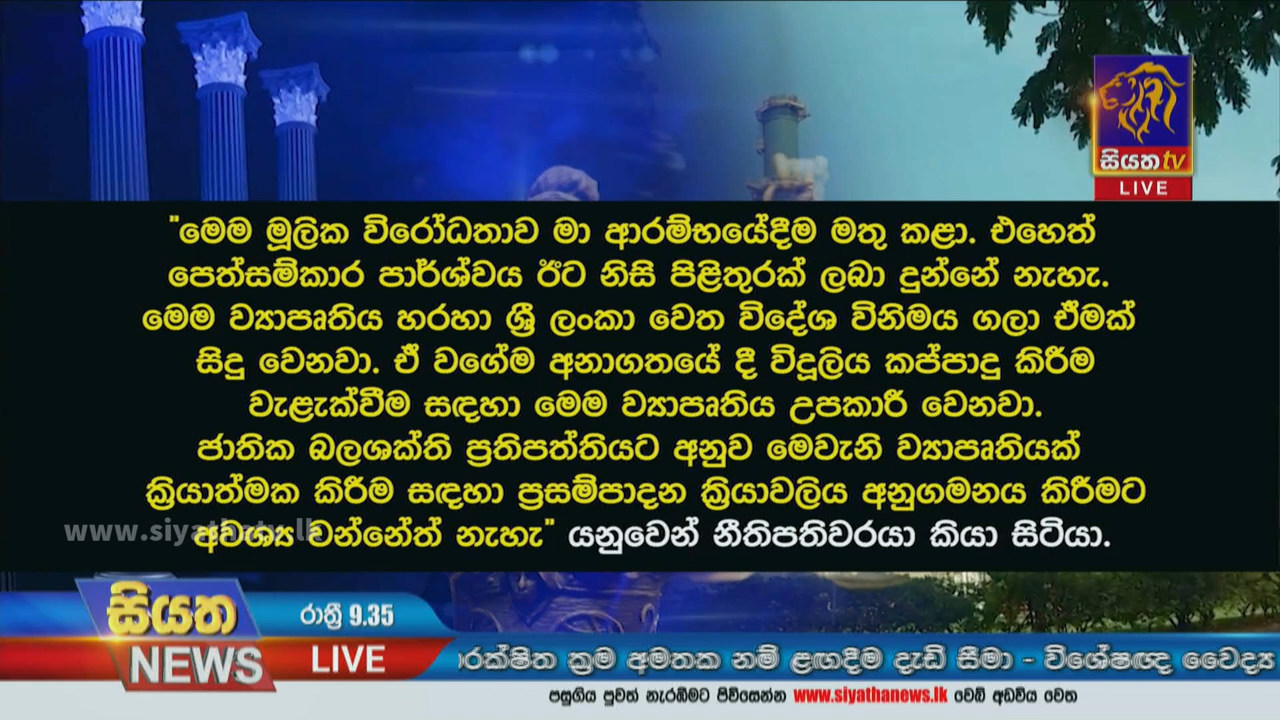 සියත tv
LIVE
"මෙම මූලික විරෝධතාව මා ආරම්භයේදීම මතු කළා. එහෙත්
පෙත්සම්කාර පාර්ශ්වය ඊට නිසි පිළිතුරක් ලබා දුන්නේ නැහැ.
මෙම ව්‍යාපෘතිය හරහා ශ්‍රී ලංකා වෙත විදේශ විනිමය ගලා ඒමක්
සිදු වෙනවා. ඒ වගේම අනාගතයේ දී විදූලිය කප්පාදු කිරීම
වැළැක්වීම සඳහා මෙම ව්‍යාපෘතිය උපකාරී වෙනවා.
ජාතික බලශක්ති ප්‍රතිපත්තියට අනුව මෙවැනි ව්‍යාපෘතියක්
ක්‍රියාත්මක කිරීම සඳහා ප්‍රසම්පාදන ක්‍රියාවලිය අනුගමනය කිරීමට
අවශ්‍ය වන්නේත් නැහැ" යනුවෙන් නීතිපතිවරයා කියා සිටියා.
www.siyathatv.lk
සියත
NEWS
රාත්‍රී 9.35
LIVE
ක්‍රම අමතක නම් ළඟදීම දැඩි සීමා - විශේෂඥ වෛද්‍ය
පසුගිය පුවත් නැරඹීමට පිවිසෙන්න www.siyathanews.lk වෙබ් අඩවිය වෙත